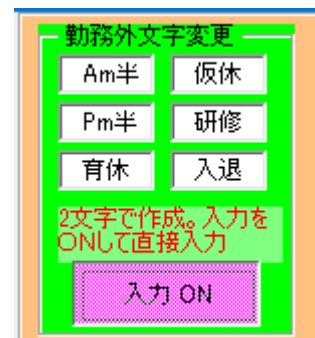 勤務外文字変更
Am半 仮休
Pm半 研修
育休 入退
2文字で作成。入力を
ONして直接入力
入力 ON